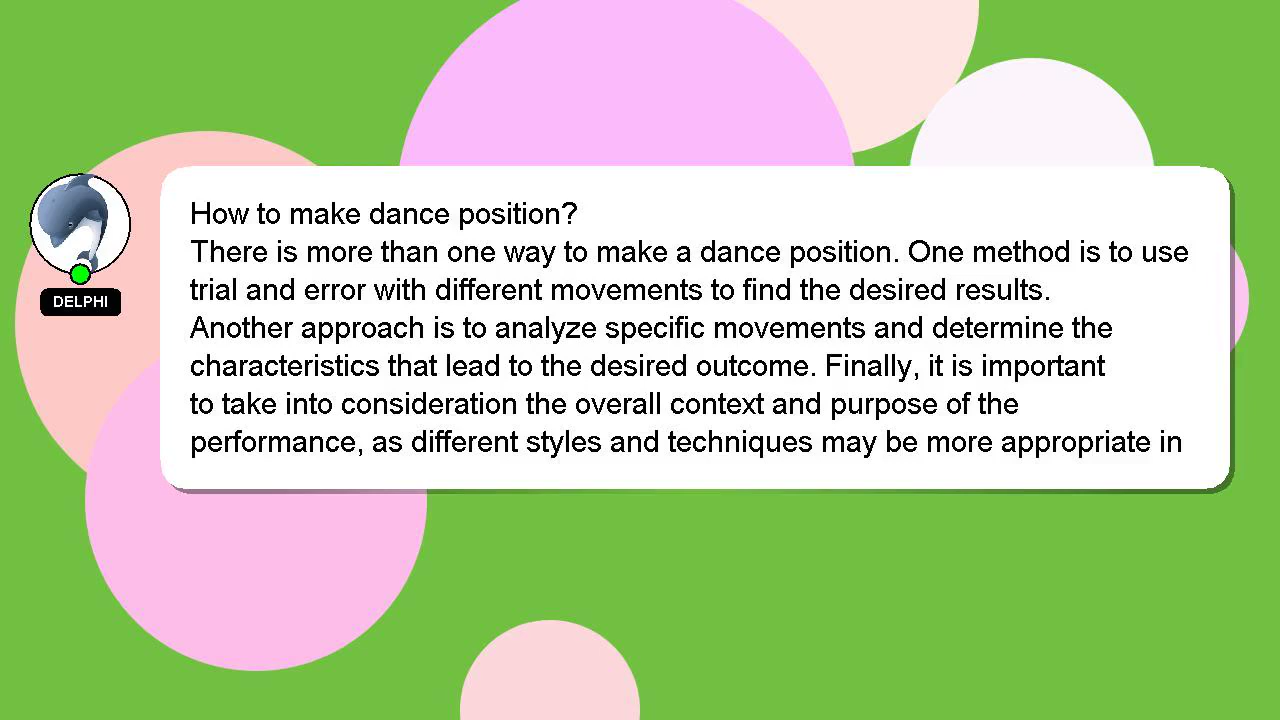 DELPHI
How to make dance position?
There is more than one way to make a dance position. One method is to use
trial and error with different movements to find the desired results.
Another approach is to analyze specific movements and determine the
characteristics that lead to the desired outcome. Finally, it is important
to take into consideration the overall context and purpose of the
performance, as different styles and techniques may be more appropriate in